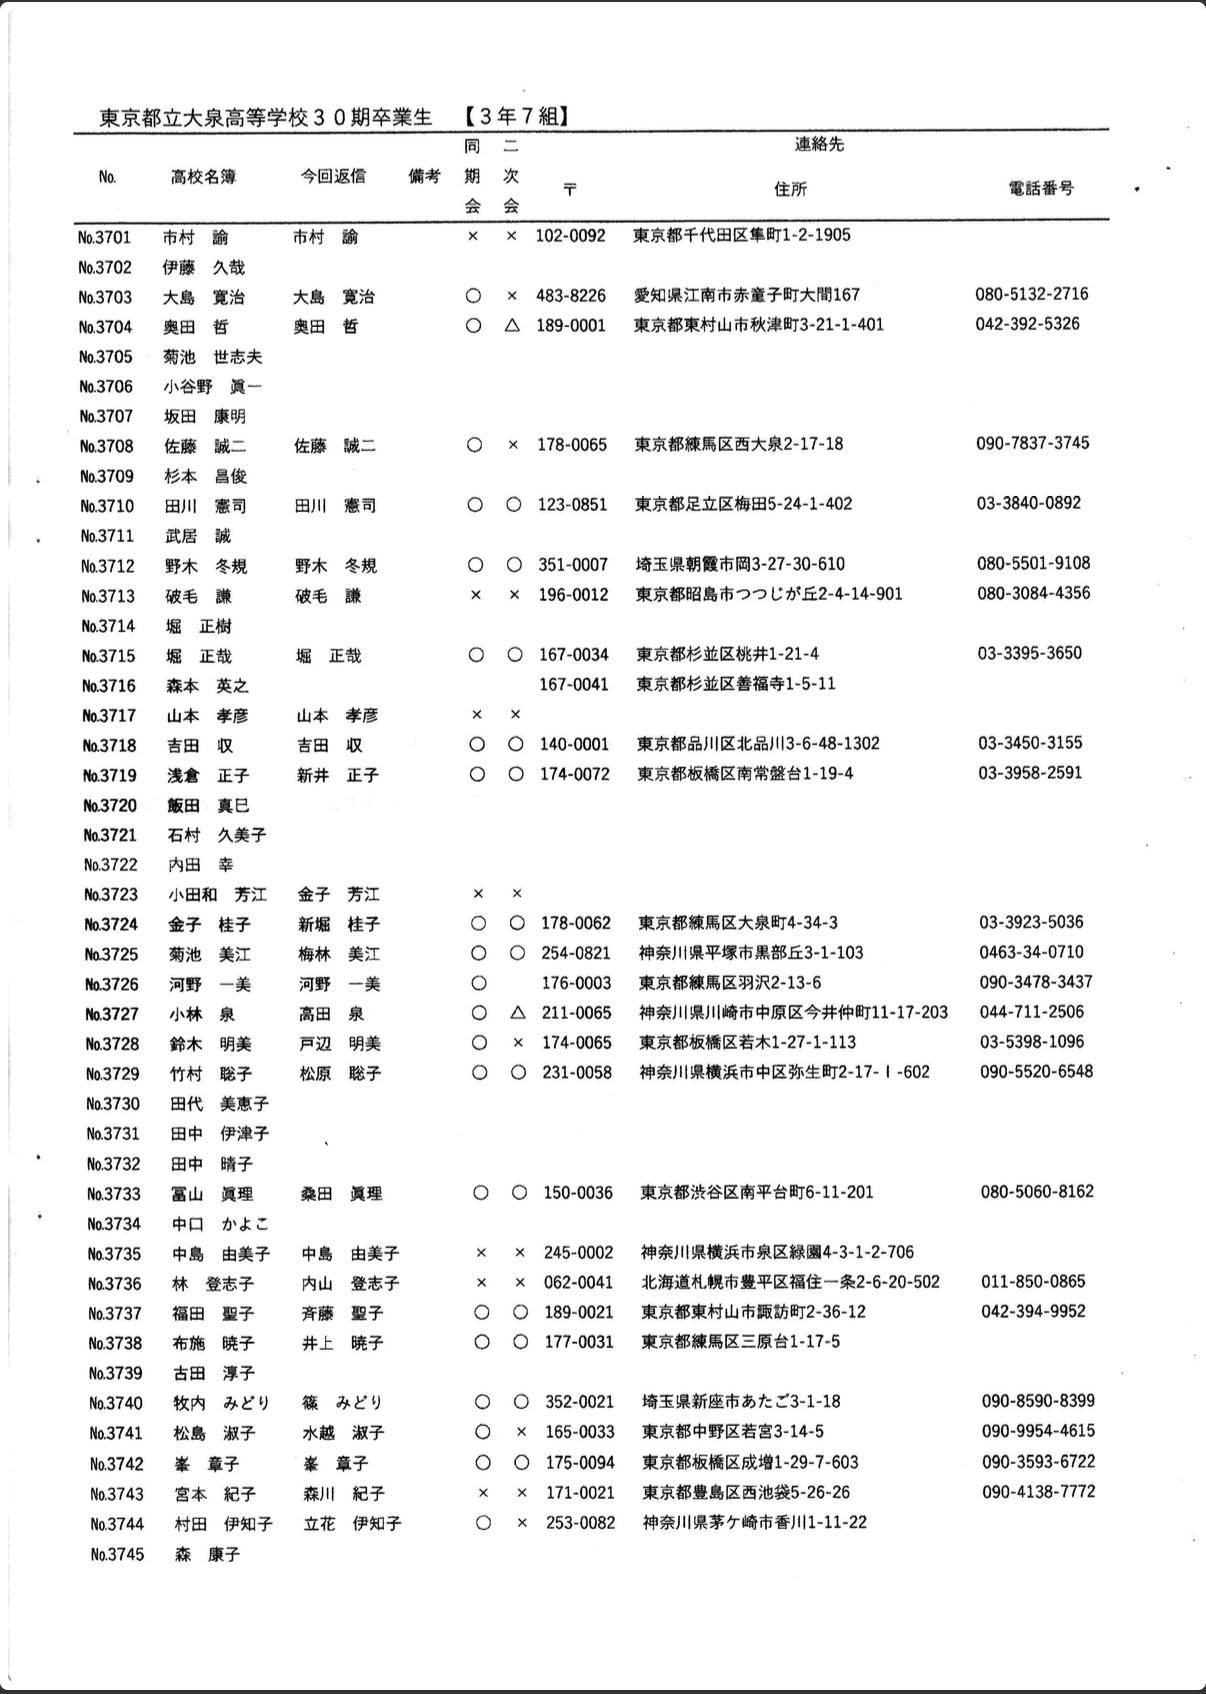 東京都立大泉高等学校３０期卒業生　【３年７組】
No. 高校名簿 今回返信 備考 同期会 二次会 連絡先 〒 住所 電話番号
No.3701 市村　諭 市村　諭 × × 102-0092 東京都千代田区隼町1-2-1905
No.3702 伊藤　久哉
No.3703 大島　寛治 大島　寛治 ○ × 483-8226 愛知県江南市赤童子町大間167 080-5132-2716
No.3704 奥田　哲 奥田　哲 ○ △ 189-0001 東京都東村山市秋津町3-21-1-401 042-392-5326
No.3705 菊池　世志夫
No.3706 小谷野　眞一
No.3707 坂田　康明
No.3708 佐藤　誠二 佐藤　誠二 ○ × 178-0065 東京都練馬区西大泉2-17-18 090-7837-3745
No.3709 杉本　昌俊
No.3710 田川　憲司 田川　憲司 ○ ○ 123-0851 東京都足立区梅田5-24-1-402 03-3840-0892
No.3711 武居　誠
No.3712 野木　冬規 野木　冬規 ○ ○ 351-0007 埼玉県朝霞市岡3-27-30-610 080-5501-9108
No.3713 破毛　謙 破毛　謙 × × 196-0012 東京都昭島市つつじが丘2-4-14-901 080-3084-4356
No.3714 堀　正樹
No.3715 堀　正哉 堀　正哉 ○ ○ 167-0034 東京都杉並区桃井1-21-4 03-3395-3650
No.3716 森本　英之 167-0041 東京都杉並区善福寺1-5-11
No.3717 山本　孝彦 山本　孝彦 × ×
No.3718 吉田　収 吉田　収 ○ ○ 140-0001 東京都品川区北品川3-6-48-1302 03-3450-3155
No.3719 浅倉　正子 新井　正子 ○ ○ 174-0072 東京都板橋区南常盤台1-19-4 03-3958-2591
No.3720 飯田　真巳
No.3721 石村　久美子
No.3722 内田　幸
No.3723 小田和　芳江 金子　芳江 × ×
No.3724 金子　桂子 新堀　桂子 ○ ○ 178-0062 東京都練馬区大泉町4-34-3 03-3923-5036
No.3725 菊池　美江 梅林　美江 ○ ○ 254-0821 神奈川県平塚市黒部丘3-1-103 0463-34-0710
No.3726 河野　一美 河野　一美 ○ 176-0003 東京都練馬区羽沢2-13-6 090-3478-3437
No.3727 小林　泉 高田　泉 ○ △ 211-0065 神奈川県川崎市中原区今井仲町11-17-203 044-711-2506
No.3728 鈴木　明美 戸辺　明美 ○ × 174-0065 東京都板橋区若木1-27-1-113 03-5398-1096
No.3729 竹村　聡子 松原　聡子 ○ ○ 231-0058 神奈川県横浜市中区弥生町2-17-Ｉ-602 090-5520-6548
No.3730 田代　美恵子
No.3731 田中　伊津子
No.3732 田中　晴子
No.3733 冨山　眞理 桑田　眞理 ○ ○ 150-0036 東京都渋谷区南平台町6-11-201 080-5060-8162
No.3734 中口　かよこ
No.3735 中島　由美子 中島　由美子 × × 245-0002 神奈川県横浜市泉区緑園4-3-1-2-706
No.3736 林　登志子 内山　登志子 × × 062-0041 北海道札幌市豊平区福住一条2-6-20-502 011-850-0865
No.3737 福田　聖子 斉藤　聖子 ○ ○ 189-0021 東京都東村山市諏訪町2-36-12 042-394-9952
No.3738 布施　暁子 井上　暁子 ○ ○ 177-0031 東京都練馬区三原台1-17-5
No.3739 古田　淳子
No.3740 牧内　みどり 篠　みどり ○ ○ 352-0021 埼玉県新座市あたご3-1-18 090-8590-8399
No.3741 松島　淑子 水越　淑子 ○ × 165-0033 東京都中野区若宮3-14-5 090-9954-4615
No.3742 峯　章子 峯　章子 ○ ○ 175-0094 東京都板橋区成増1-29-7-603 090-3593-6722
No.3743 宮本　紀子 森川　紀子 × × 171-0021 東京都豊島区西池袋5-26-26 090-4138-7772
No.3744 村田　伊知子 立花　伊知子 ○ × 253-0082 神奈川県茅ケ崎市香川1-11-22
No.3745 森　康子